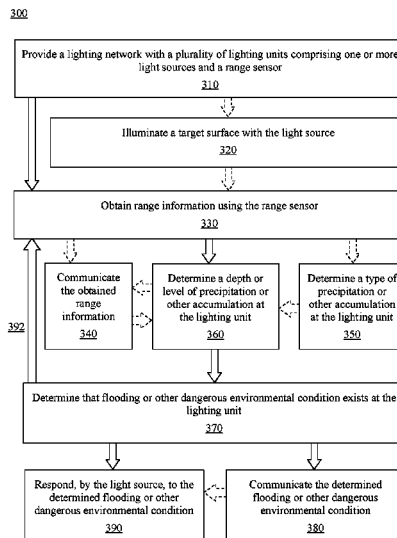 300
Provide a lighting network with a plurality of lighting units comprising one or more
light sources and a range sensor
310
Illuminate a target surface with the light source
320
Obtain range information using the range sensor
330
Communicate
the obtained
range
information
340
Determine a depth or
level of precipitation or
other accumulation at
the lighting unit
360
Determine a type of
precipitation or
other accumulation
at the lighting unit
350
392
Determine that flooding or other dangerous environmental condition exists at the
lighting unit
370
Respond, by the light source, to the
determined flooding or other
dangerous environmental condition
390
Communicate the determined
flooding or other dangerous
environmental condition
380